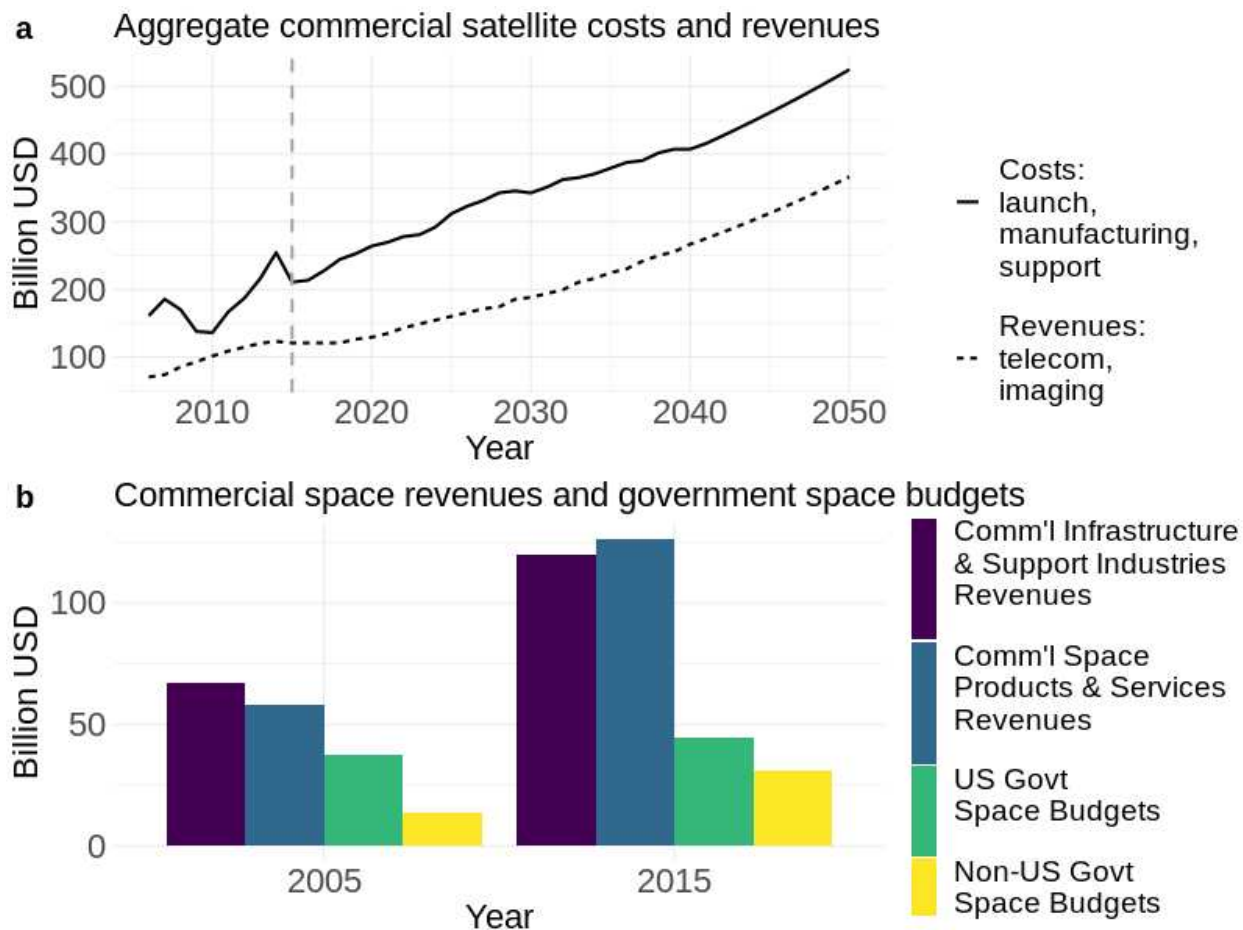 a
Aggregate commercial satellite costs and revenues
500
400
300
200
100
Billion USD
2010
2020
2030
2040
2050
Year
Costs:
launch,
manufacturing,
support
Revenues:
telecom,
imaging
b
Commercial space revenues and government space budgets
100
50
0
Billion USD
2005
2015
Year
Comm'l Infrastructure
& Support Industries
Revenues
Comm'l Space
Products & Services
Revenues
US Govt
Space Budgets
Non-US Govt
Space Budgets